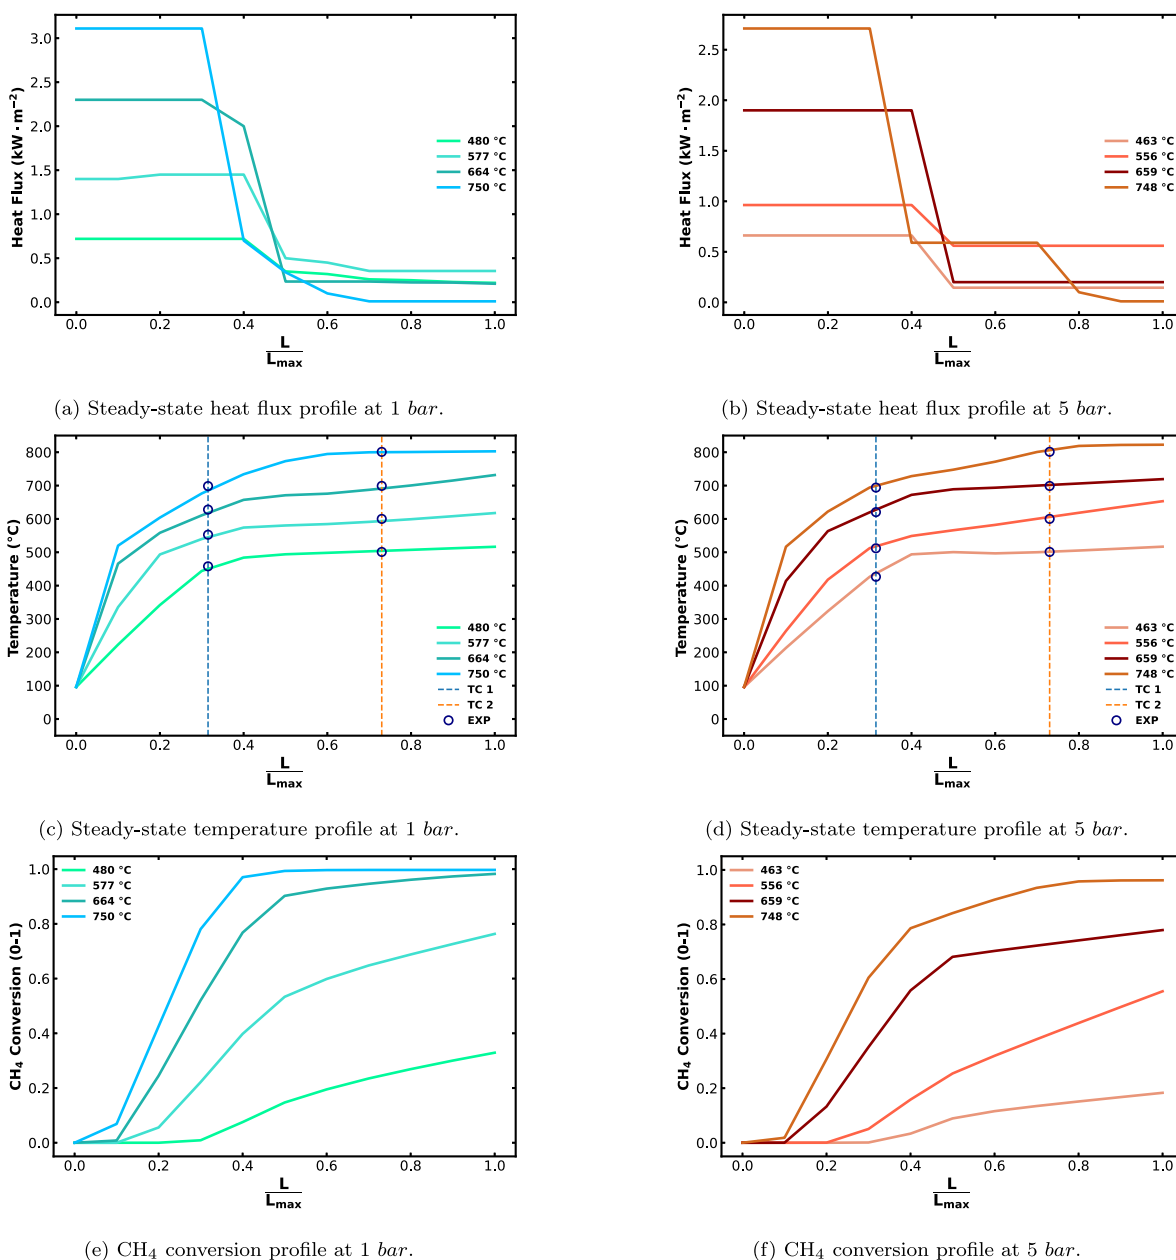 Heat Flux (kW · m⁻²)
3.0
2.5
2.0
1.5
1.0
0.5
0.0
480 °C
577 °C
664 °C
750 °C
0.0 0.2 0.4 0.6 0.8 1.0
L
Lmax
(a) Steady-state heat flux profile at 1 bar.
Heat Flux (kW · m⁻²)
2.5
2.0
1.5
1.0
0.5
0.0
463 °C
556 °C
659 °C
748 °C
0.0 0.2 0.4 0.6 0.8 1.0
L
Lmax
(b) Steady-state heat flux profile at 5 bar.
Temperature (°C)
800
700
600
500
400
300
200
100
0
480 °C
577 °C
664 °C
750 °C
TC 1
TC 2
EXP
0.0 0.2 0.4 0.6 0.8 1.0
L
Lmax
(c) Steady-state temperature profile at 1 bar.
Temperature (°C)
800
700
600
500
400
300
200
100
0
463 °C
556 °C
659 °C
748 °C
TC 1
TC 2
EXP
0.0 0.2 0.4 0.6 0.8 1.0
L
Lmax
(d) Steady-state temperature profile at 5 bar.
CH₄ Conversion (0-1)
1.0
0.8
0.6
0.4
0.2
0.0
480 °C
577 °C
664 °C
750 °C
0.0 0.2 0.4 0.6 0.8 1.0
L
Lmax
(e) CH₄ conversion profile at 1 bar.
CH₄ Conversion (0-1)
1.0
0.8
0.6
0.4
0.2
0.0
463 °C
556 °C
659 °C
748 °C
0.0 0.2 0.4 0.6 0.8 1.0
L
Lmax
(f) CH₄ conversion profile at 5 bar.